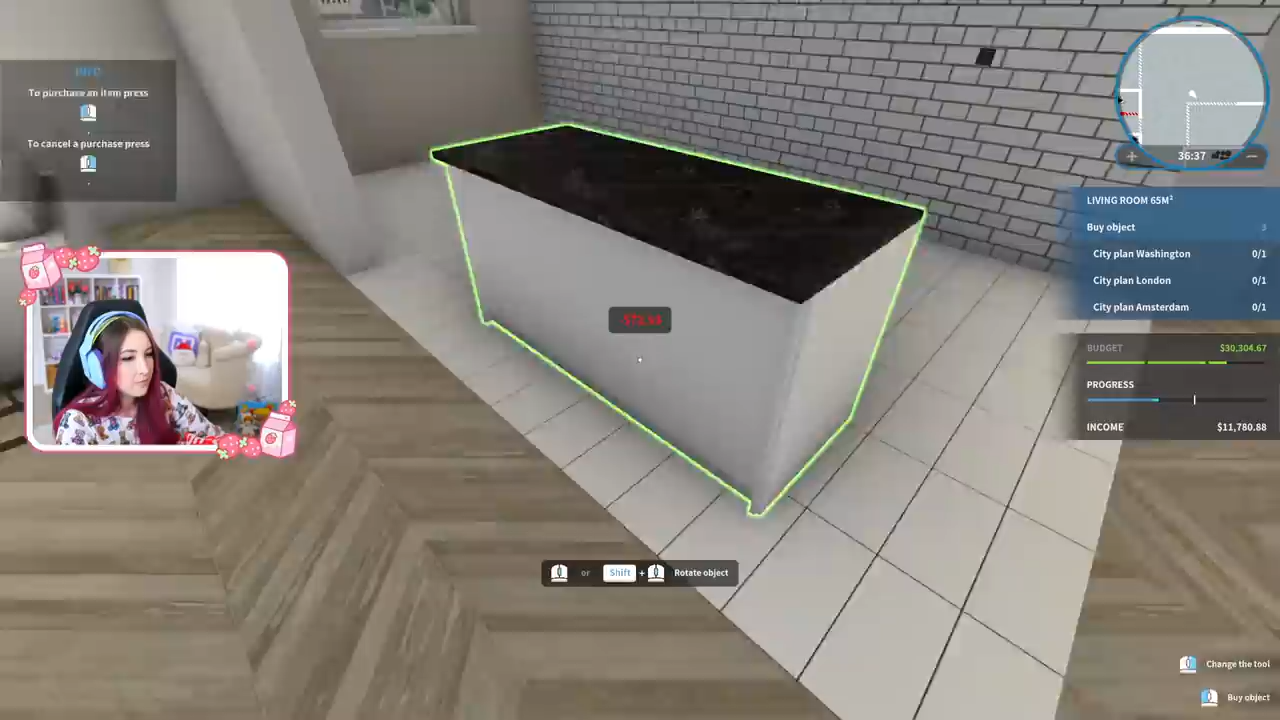 INFO
To purchase an item press
To cancel a purchase press
36:37
LIVING ROOM 65M²
Buy object 3
City plan Washington 0/1
City plan London 0/1
City plan Amsterdam 0/1
BUDGET $30,304.67
PROGRESS
INCOME $11,780.88
or Shift + Rotate object
Change the tool
Buy object